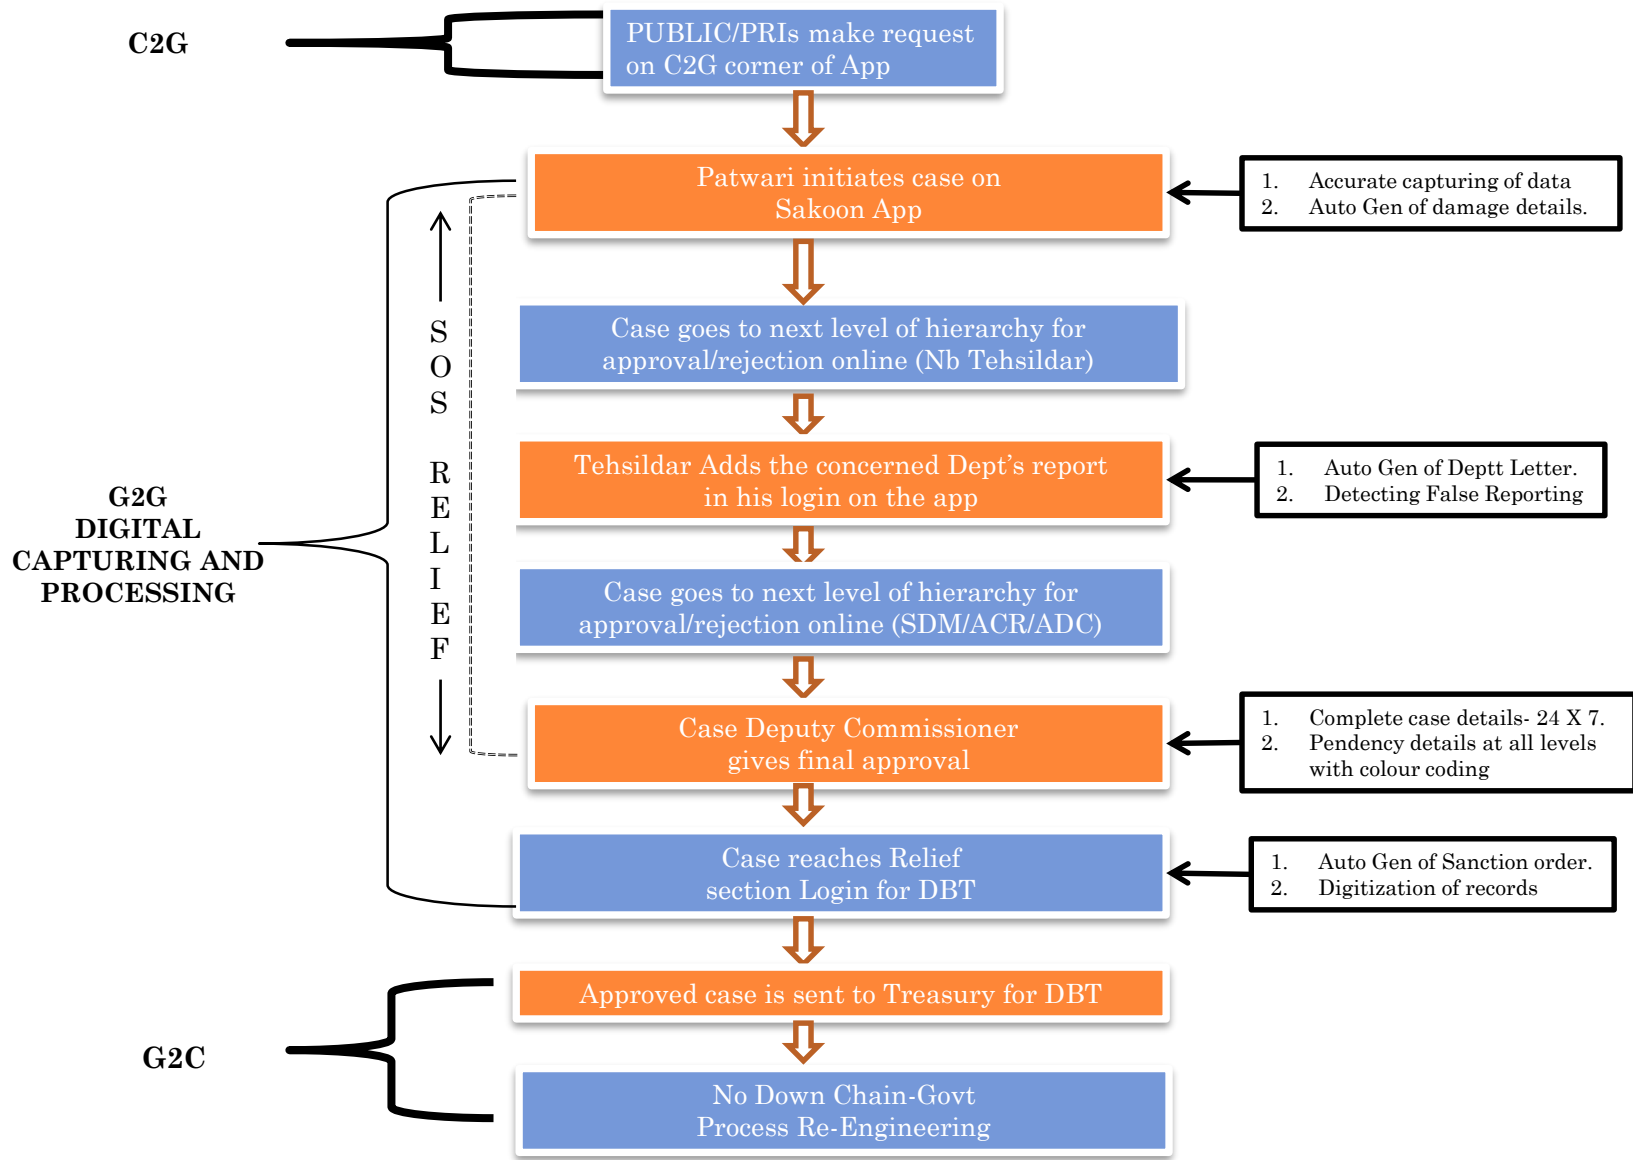 C2G
PUBLIC/PRIs make request
on C2G corner of App
Patwari initiates case on
Sakoon App
1. Accurate capturing of data
2. Auto Gen of damage details.
SOS RELIEF
Case goes to next level of hierarchy for
approval/rejection online (Nb Tehsildar)
Tehsildar Adds the concerned Dept’s report
in his login on the app
1. Auto Gen of Deptt Letter.
2. Detecting False Reporting
G2G
DIGITAL
CAPTURING AND
PROCESSING
Case goes to next level of hierarchy for
approval/rejection online (SDM/ACR/ADC)
Case Deputy Commissioner
gives final approval
1. Complete case details- 24 X 7.
2. Pendency details at all levels
with colour coding
Case reaches Relief
section Login for DBT
1. Auto Gen of Sanction order.
2. Digitization of records
G2C
Approved case is sent to Treasury for DBT
No Down Chain-Govt
Process Re-Engineering